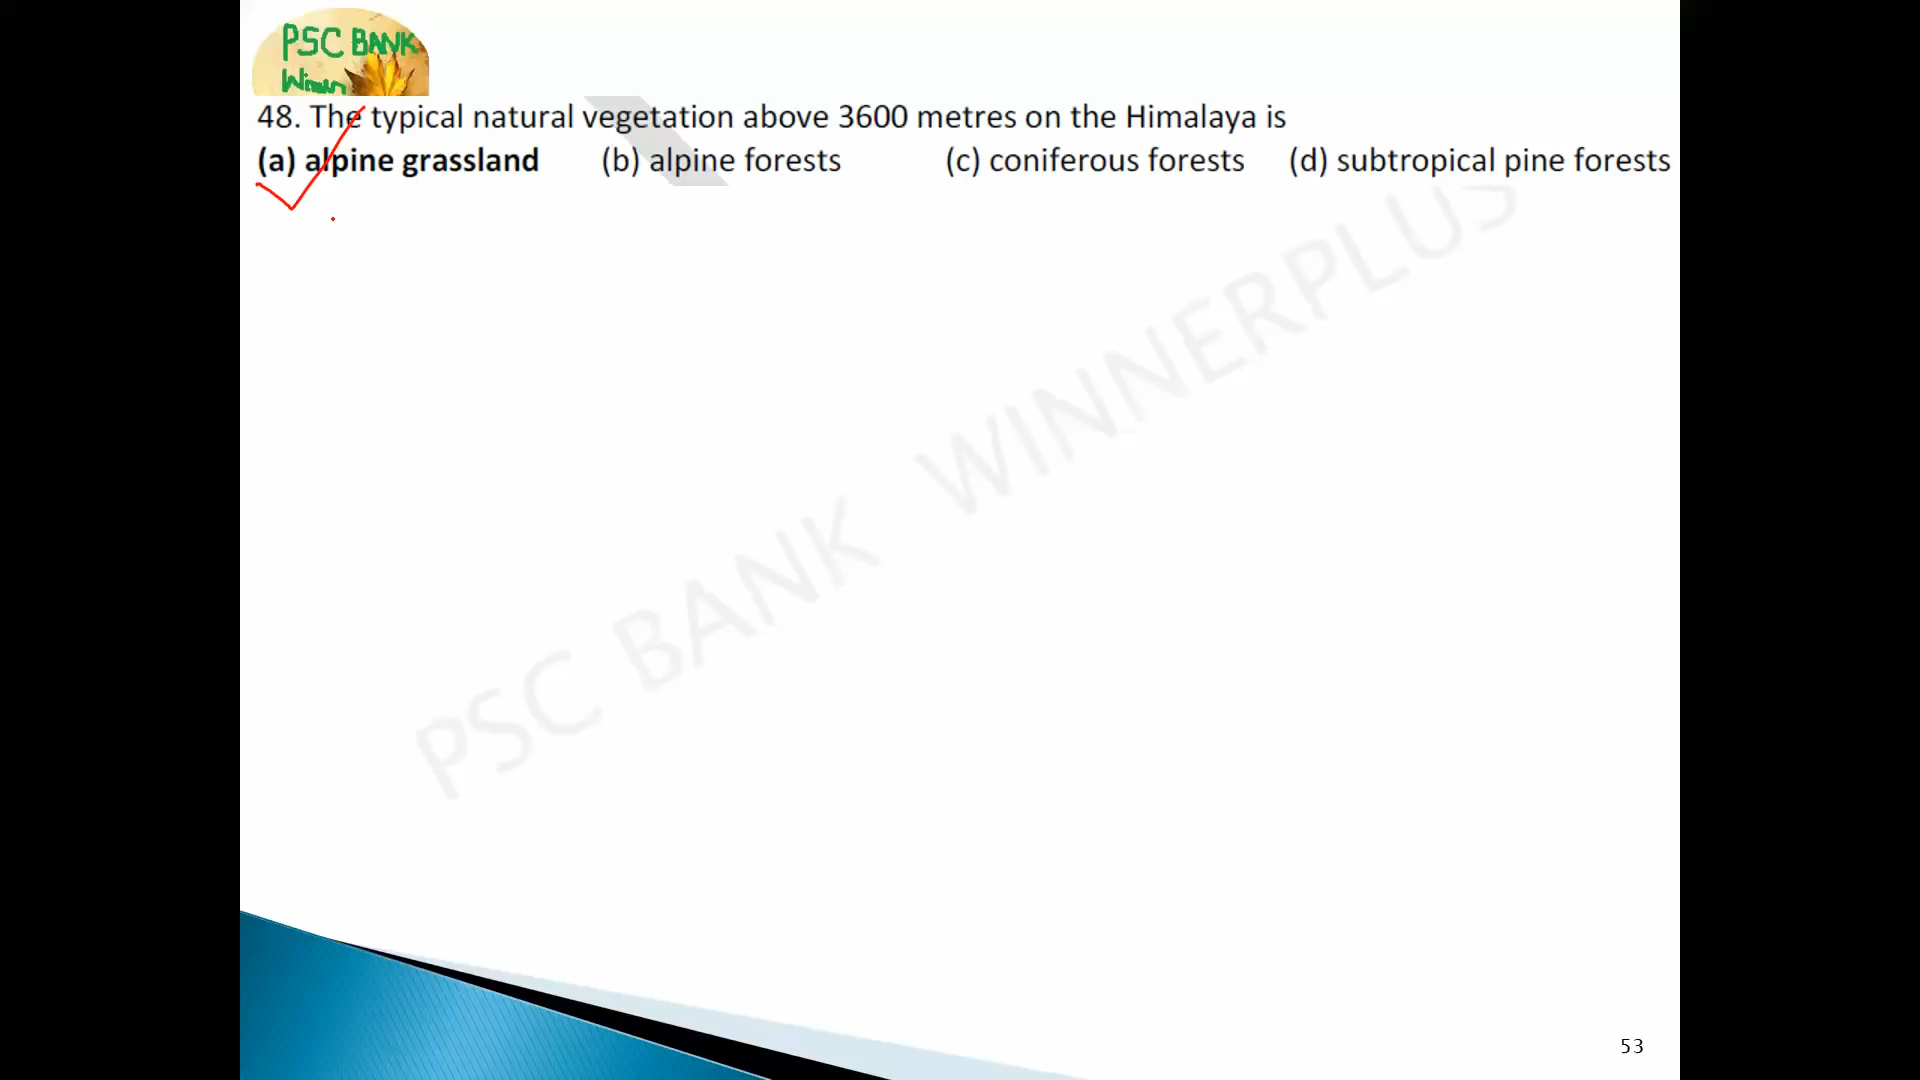 PSC BANK
Winner
48. The typical natural vegetation above 3600 metres on the Himalaya is
(a) alpine grassland (b) alpine forests (c) coniferous forests (d) subtropical pine forests
PSC BANK WINNERPLUS
53